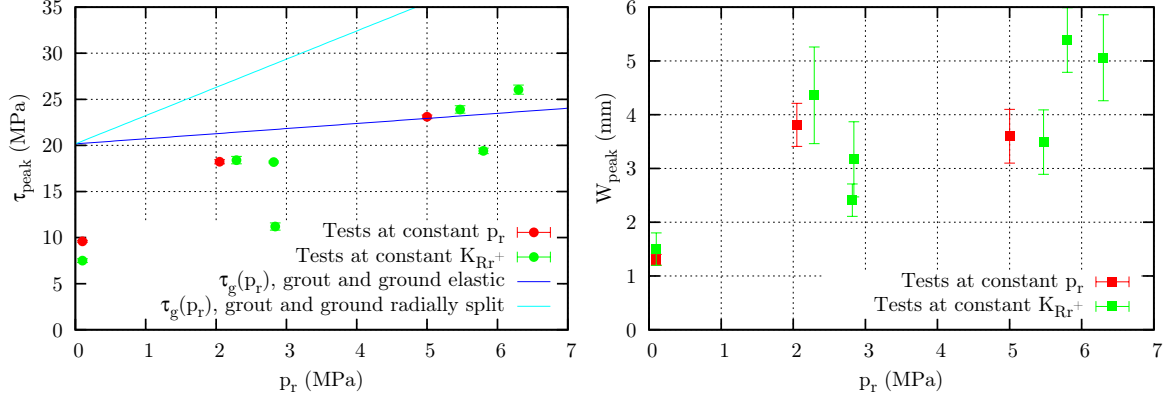 35
30
25
20
15
10
5
0
τpeak (MPa)
Tests at constant pr
Tests at constant KRr+
τg(pr), grout and ground elastic
τg(pr), grout and ground radially split
0 1 2 3 4 5 6 7
pr (MPa)
6
5
4
3
2
1
0
Wpeak (mm)
Tests at constant pr
Tests at constant KRr+
0 1 2 3 4 5 6 7
pr (MPa)